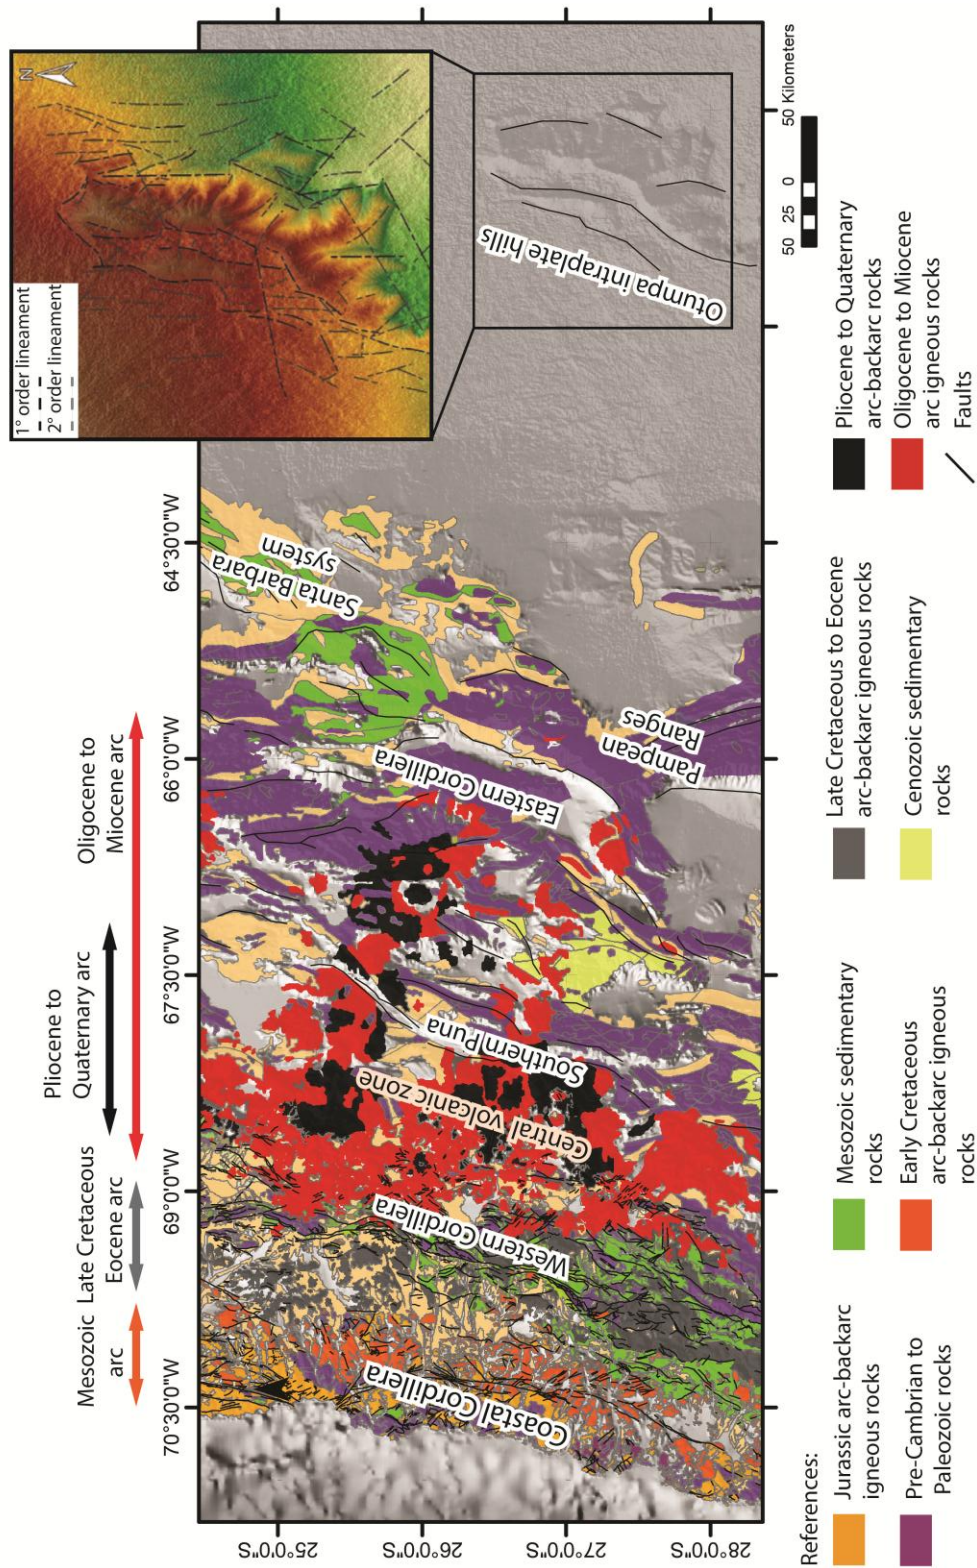 1° order lineament
2° order lineament
N
Mesozoic
arc
Late Cretaceous
Eocene arc
Pliocene to
Quaternary arc
Oligocene to
Miocene arc
70°30'0"W
69°0'0"W
67°30'0"W
66°0'0"W
64°30'0"W
25°0'0"S
26°0'0"S
27°0'0"S
28°0'0"S
Coastal Cordillera
Western Cordillera
Central volcanic zone
Southern Puna
Eastern Cordillera
Pampean
Ranges
Santa Barbara
system
Otumpa intraplate hills
50 25 0 50 Kilometers
References:
Jurassic arc-backarc
igneous rocks
Pre-Cambrian to
Paleozoic rocks
Mesozoic sedimentary
rocks
Early Cretaceous
arc-backarc igneous
rocks
Late Cretaceous to Eocene
arc-backarc igneous rocks
Cenozoic sedimentary
rocks
Pliocene to Quaternary
arc-backarc rocks
Oligocene to Miocene
arc igneous rocks
Faults